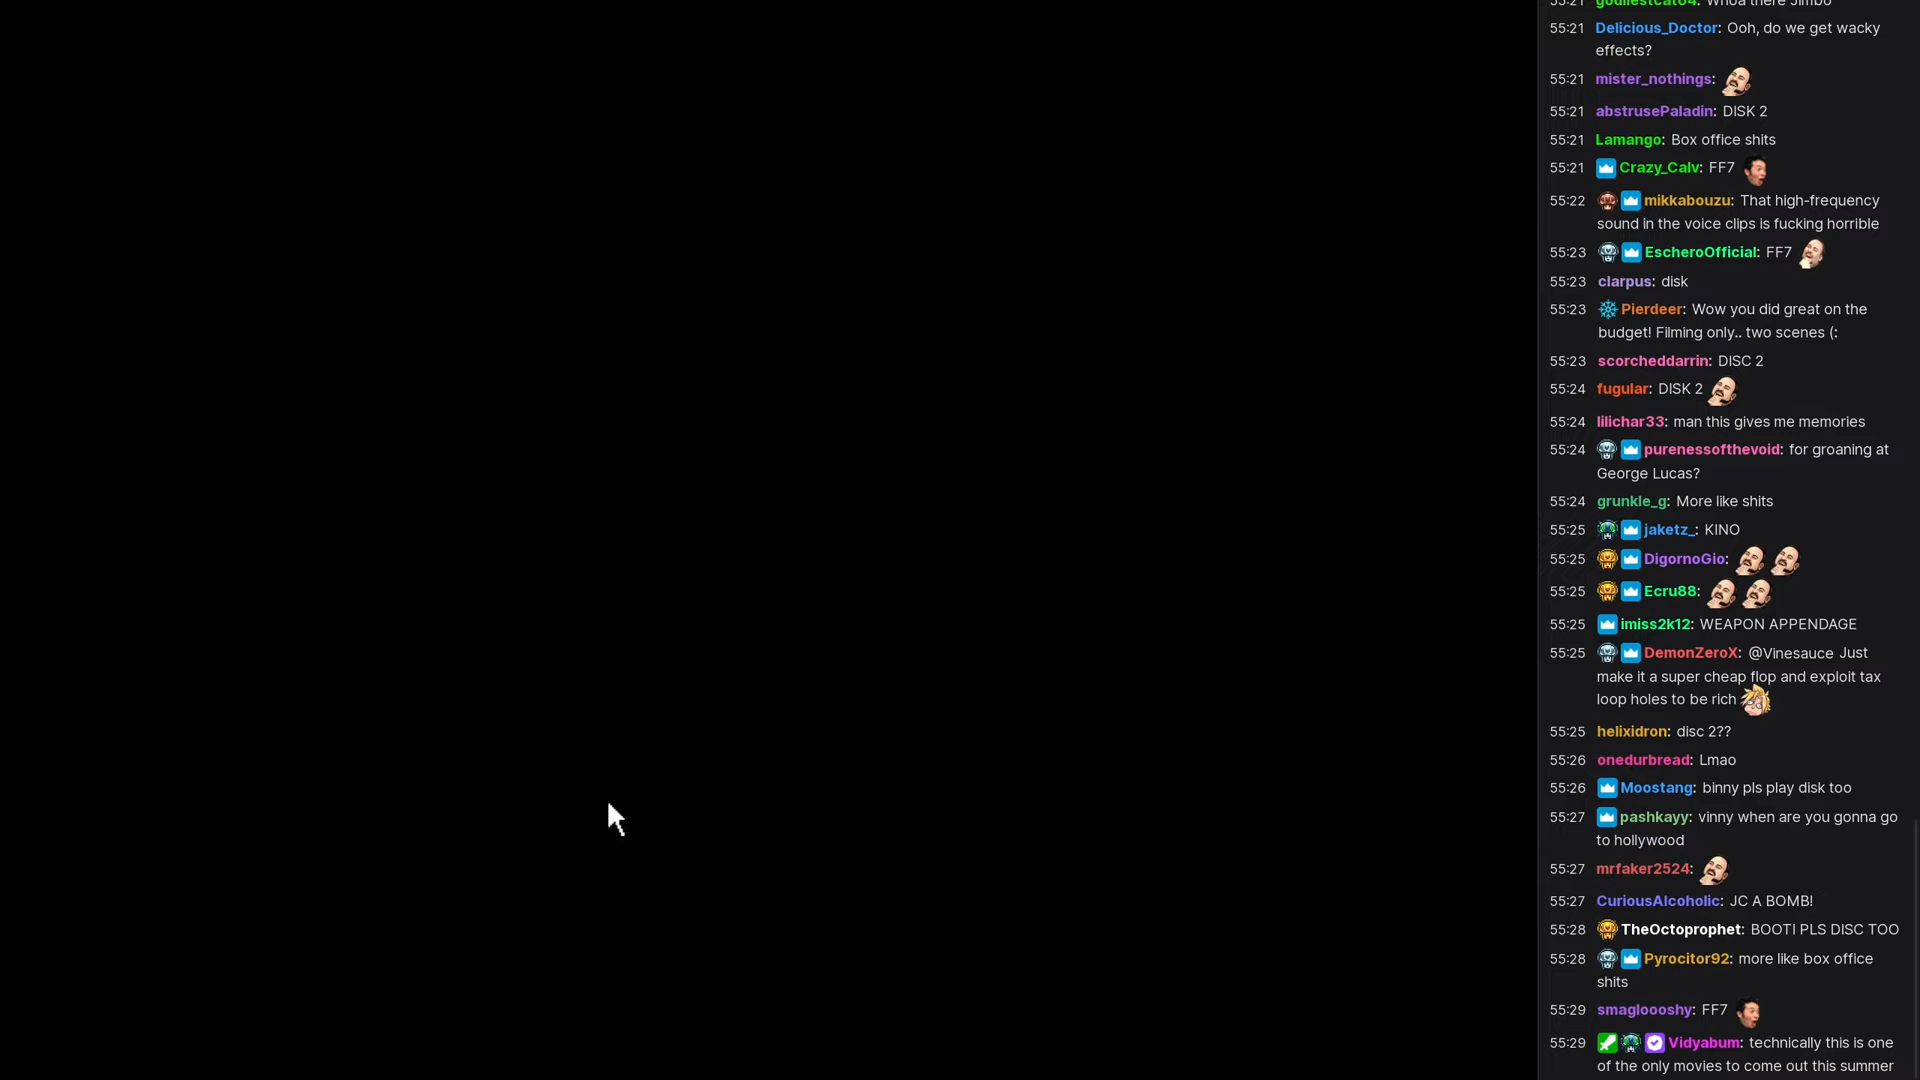 55:21 godliestcat64: Whoa there Jimbo
55:21 Delicious_Doctor: Ooh, do we get wacky
effects?
55:21 mister_nothings:
55:21 abstrusePaladin: DISK 2
55:21 Lamango: Box office shits
55:21 Crazy_Calv: FF7
55:22 mikkabouzu: That high-frequency
sound in the voice clips is fucking horrible
55:23 EscheroOfficial: FF7
55:23 clarpus: disk
55:23 Pierdeer: Wow you did great on the
budget! Filming only.. two scenes (:
55:23 scorcheddarrin: DISC 2
55:24 fugular: DISK 2
55:24 lilichar33: man this gives me memories
55:24 purenessofthevoid: for groaning at
George Lucas?
55:24 grunkle_g: More like shits
55:25 jaketz_: KINO
55:25 DigornoGio:
55:25 Ecru88:
55:25 imiss2k12: WEAPON APPENDAGE
55:25 DemonZeroX: @Vinesauce Just
make it a super cheap flop and exploit tax
loop holes to be rich
55:25 helixidron: disc 2??
55:26 onedurbread: Lmao
55:26 Moostang: binny pls play disk too
55:27 pashkayy: vinny when are you gonna go
to hollywood
55:27 mrfaker2524:
55:27 CuriousAlcoholic: JC A BOMB!
55:28 TheOctoprophet: BOOTI PLS DISC TOO
55:28 Pyrocitor92: more like box office
shits
55:29 smagloooshy: FF7
55:29 Vidyabum: technically this is one
of the only movies to come out this summer